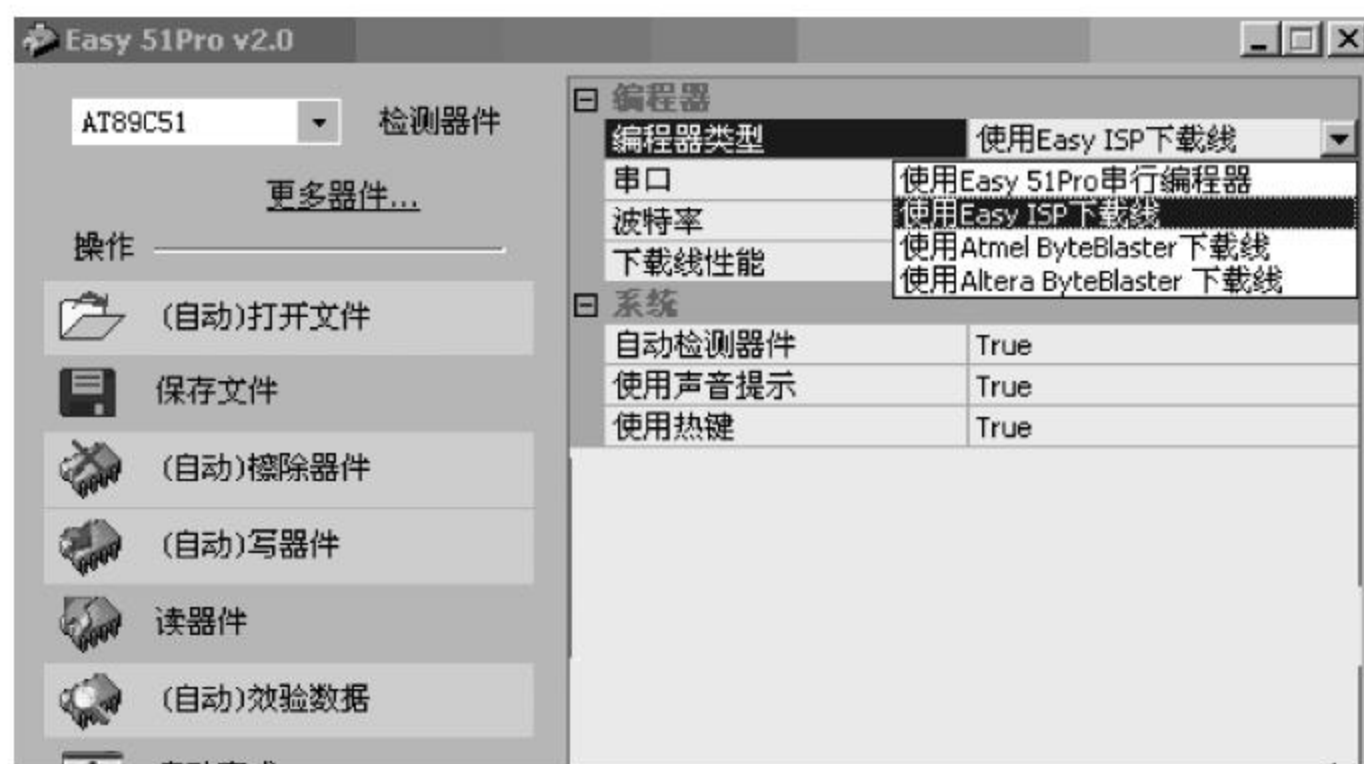 Easy 51Pro v2.0
AT89C51
检测器件
更多器件...
操作
(自动)打开文件
保存文件
(自动)擦除器件
(自动)写器件
读器件
(自动)效验数据
编程器
编程器类型 使用Easy ISP下载线
串口
波特率
下载线性能
使用Easy 51Pro串行编程器
使用Easy ISP下载线
使用Atmel ByteBlaster下载线
使用Altera ByteBlaster 下载线
系统
自动检测器件 True
使用声音提示 True
使用热键 True